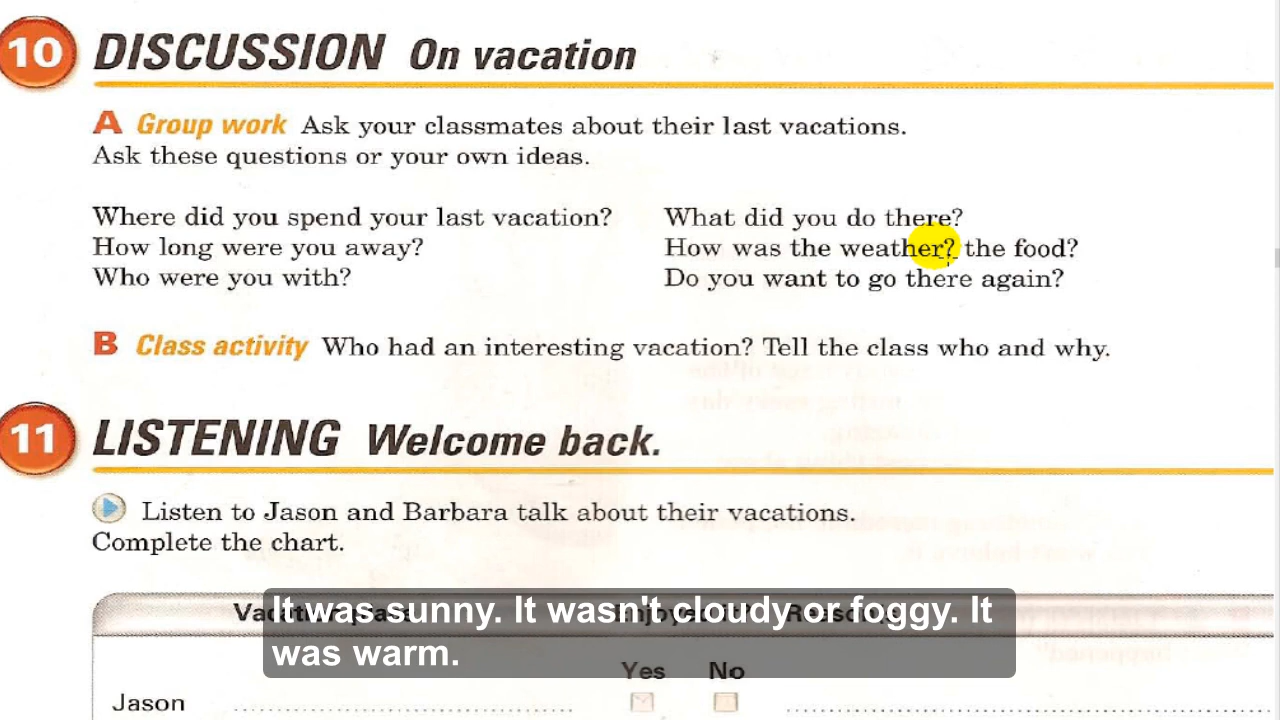 10 DISCUSSION On vacation
A Group work Ask your classmates about their last vacations.
Ask these questions or your own ideas.
Where did you spend your last vacation?
How long were you away?
Who were you with?
What did you do there?
How was the weather? the food?
Do you want to go there again?
B Class activity Who had an interesting vacation? Tell the class who and why.
11 LISTENING Welcome back.
Listen to Jason and Barbara talk about their vacations.
Complete the chart.
It was sunny. It wasn't cloudy or foggy. It
was warm.
Yes No
Jason